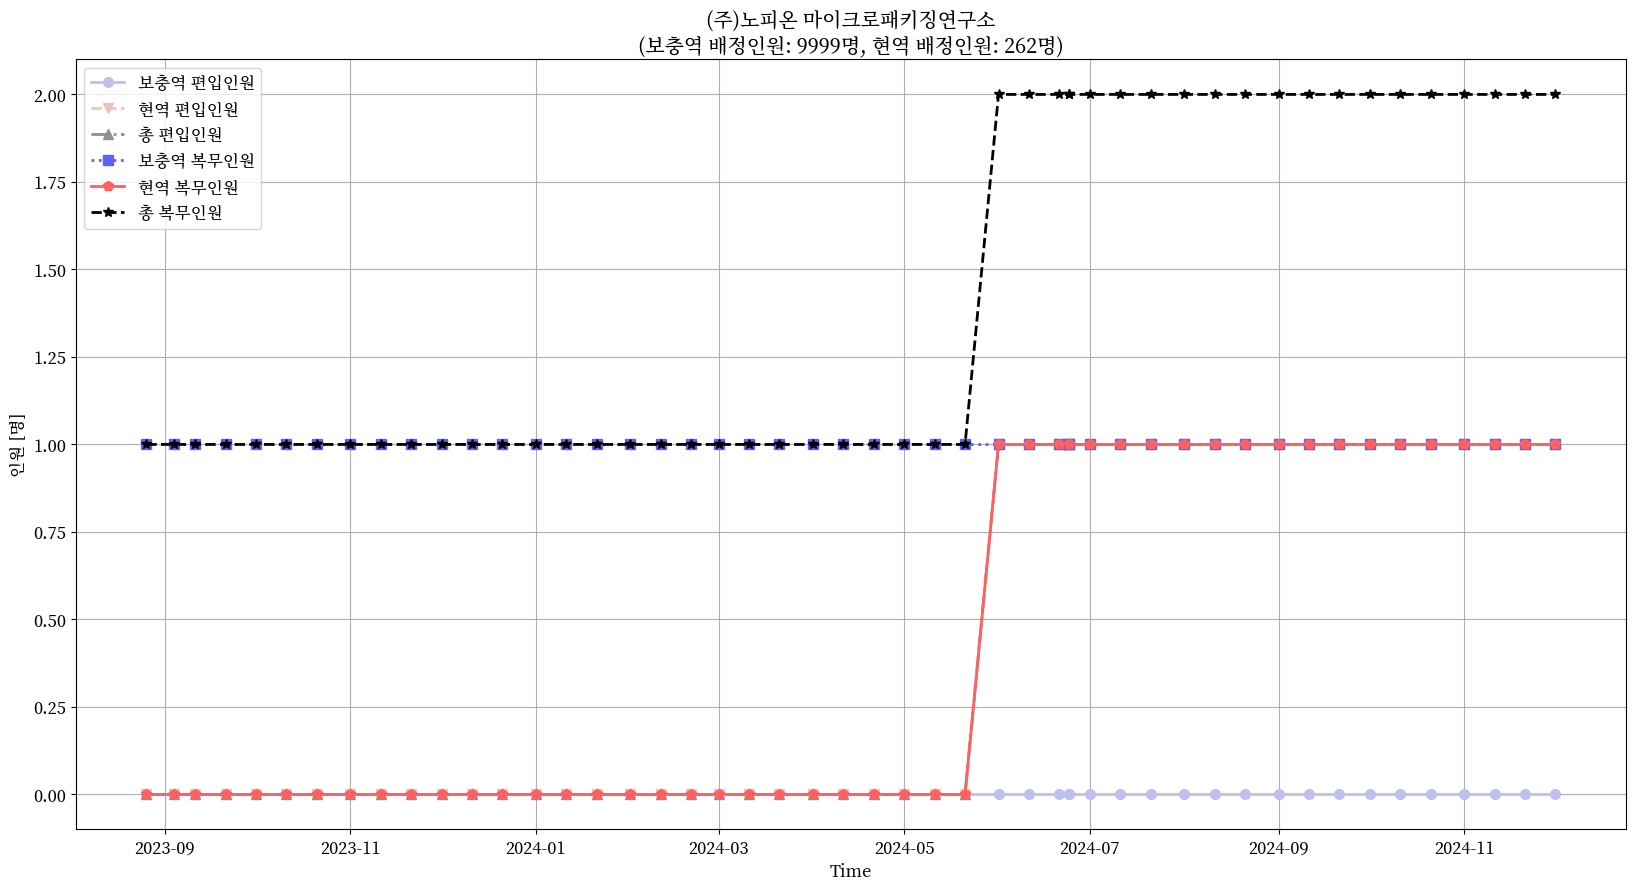 (주)노피온 마이크로패키징연구소
(보충역 배정인원: 9999명, 현역 배정인원: 262명)
보충역 편입인원
현역 편입인원
총 편입인원
보충역 복무인원
현역 복무인원
총 복무인원
2.00
1.75
1.50
1.25
1.00
0.75
0.50
0.25
0.00
인원 [명]
2023-09 2023-11 2024-01 2024-03 2024-05 2024-07 2024-09 2024-11
Time